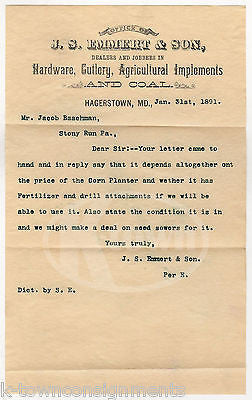 OFFICE OF
J. S. EMMERT & SON,
DEALERS AND JOBBERS IN
Hardware, Cutlery, Agricultural Implements
AND COAL.
HAGERSTOWN, MD., Jan. 31st, 1891.
Mr. Jacob Baschman,
Stony Run Pa.,
Dear Sir:--Your letter came to
hand and in reply say that it depends altogether ont
the price of the Corn Planter and wether it has
Fertilizer and drill attachments if we will be
able to use it. Also state the condition it is in
and we might make a deal on seed sowers for it.
Yours truly,
J. S. Emmert & Son.
Per E.
Dict. by S. E.
k-townconsignments